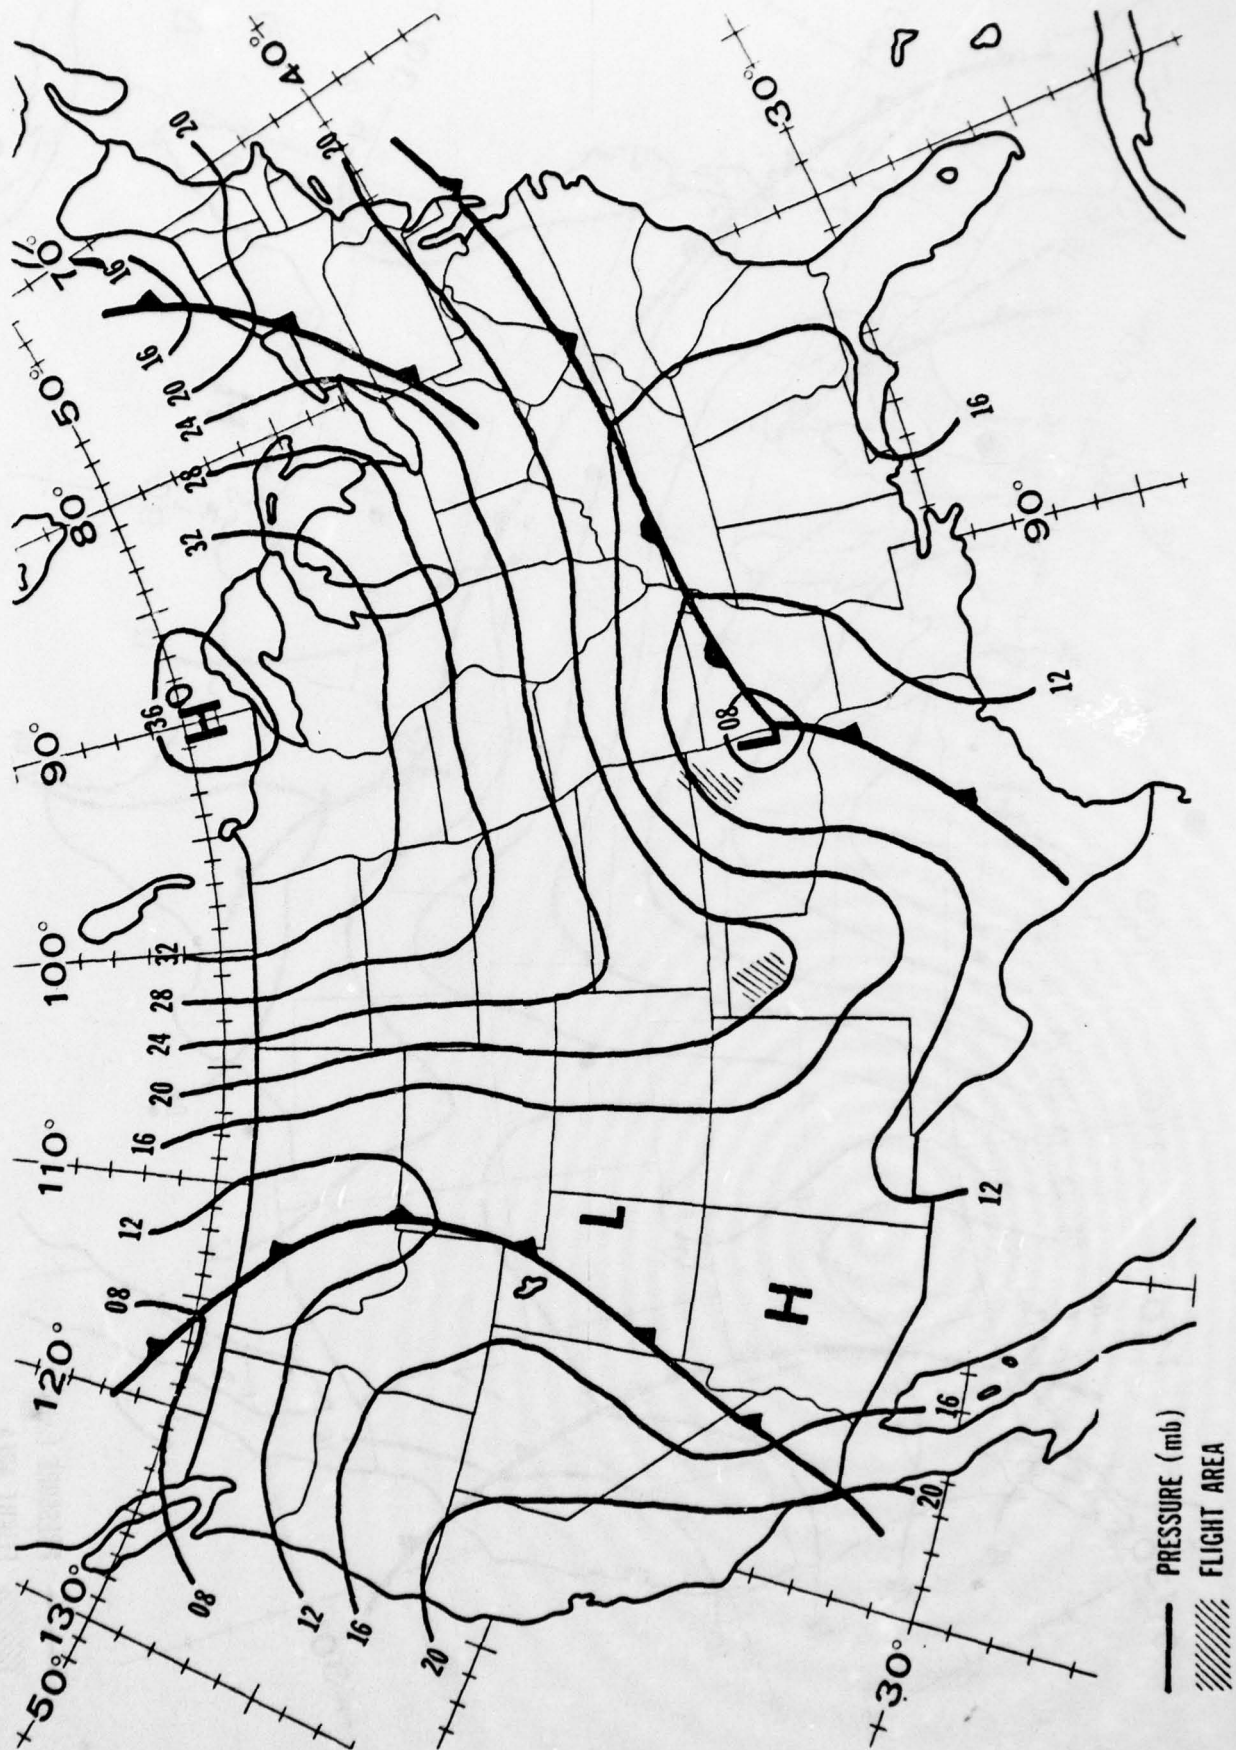 50° 130° 120° 110° 100° 90° 80° 50° 70°
08 12 16 20 24 28 32 36 H 32 28 24 20 16 16 20
08 12 16 20
40°
20
L
08
L
H
30°
30°
20 16 12 12 16
90°
PRESSURE (mb)
FLIGHT AREA